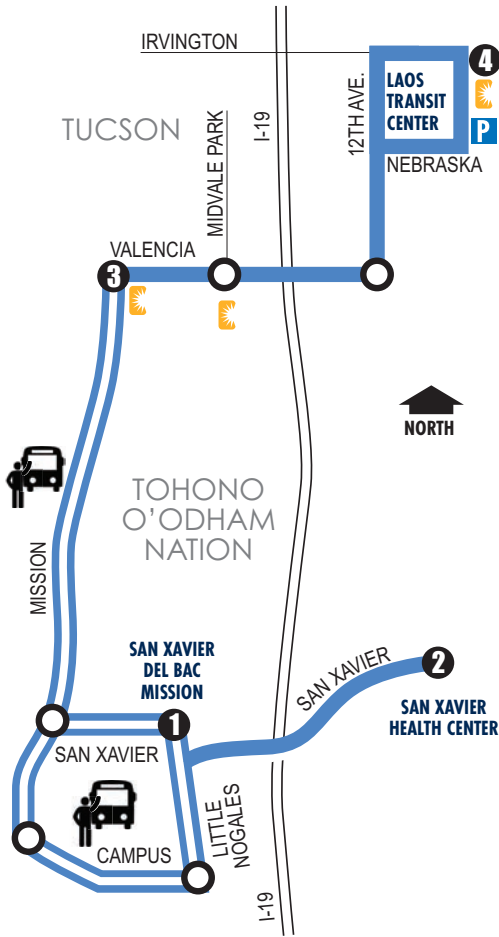 IRVINGTON
4
LAOS
TRANSIT
CENTER
P
12TH AVE.
NEBRASKA
TUCSON
MIDVALE PARK
I-19
VALENCIA
3
NORTH
TOHONO
O'ODHAM
NATION
MISSION
SAN XAVIER
DEL BAC
MISSION
1
SAN XAVIER
2
SAN XAVIER
HEALTH CENTER
SAN XAVIER
CAMPUS
LITTLE
NOGALES
I-19